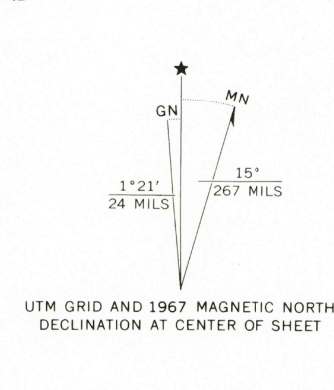 GN
MN
1°21'
24 MILS
15°
267 MILS
UTM GRID AND 1967 MAGNETIC NORTH
DECLINATION AT CENTER OF SHEET